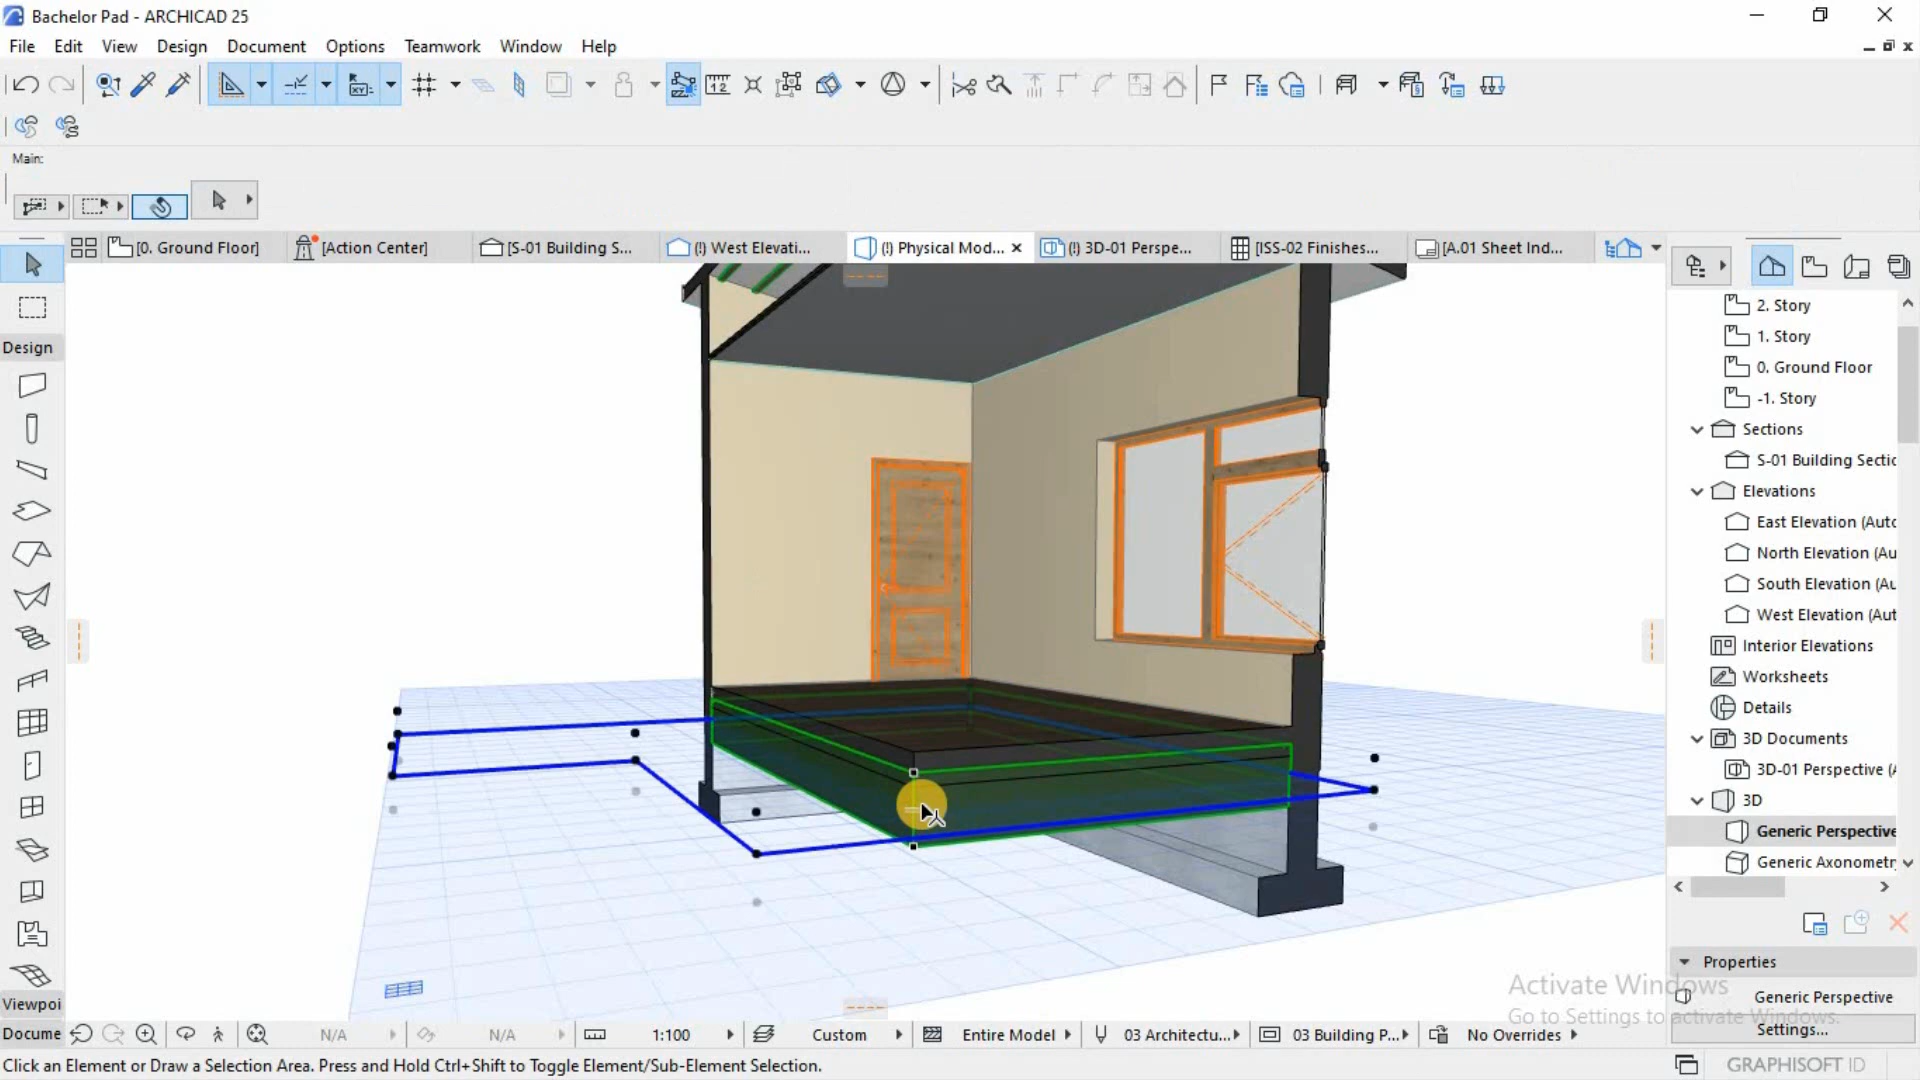 Bachelor Pad - ARCHICAD 25
File Edit View Design Document Options Teamwork Window Help
Main:
[0. Ground Floor] [Action Center] [S-01 Building S... (!) West Elevati... (!) Physical Mod... (!) 3D-01 Perspe... [ISS-02 Finishes... [A.01 Sheet Ind...
Design
2. Story
1. Story
0. Ground Floor
-1. Story
Sections
S-01 Building Sectic
Elevations
East Elevation (Autc
North Elevation (Au
South Elevation (Au
West Elevation (Aut
Interior Elevations
Worksheets
Details
3D Documents
3D-01 Perspective (A
3D
Generic Perspective
Generic Axonometr
Properties
Activate Windows
Generic Perspective
Go to Settings to activate Windows.
Settings...
Viewpoi
Docume
N/A N/A 1:100 Custom Entire Model 03 Architectu... 03 Building P... No Overrides
Click an Element or Draw a Selection Area. Press and Hold Ctrl+Shift to Toggle Element/Sub-Element Selection.
GRAPHISOFT ID